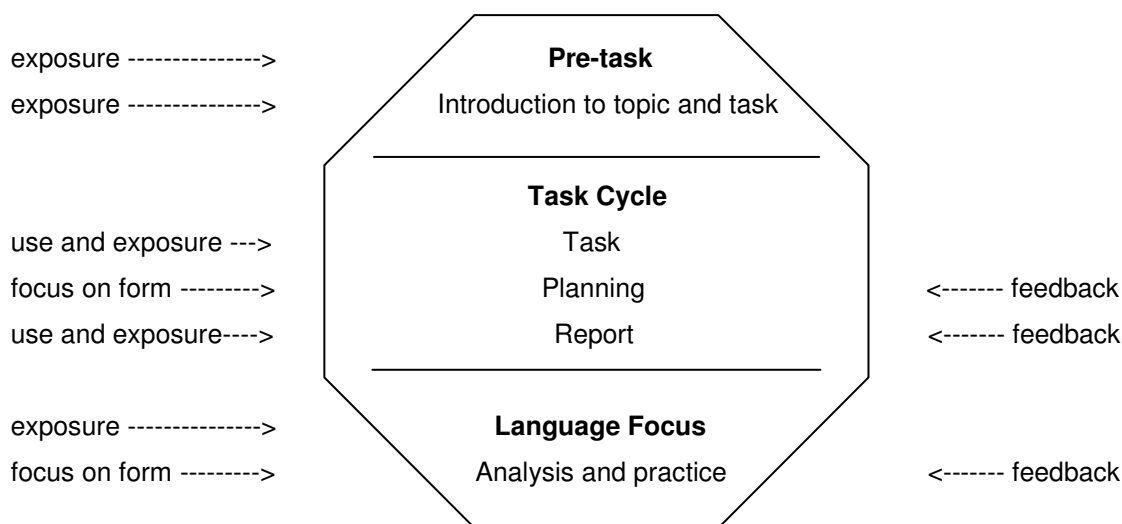 exposure ---------------> Pre-task
exposure ---------------> Introduction to topic and task
Task Cycle
use and exposure ---> Task
focus on form ---------> Planning <------- feedback
use and exposure----> Report <------- feedback
exposure ---------------> Language Focus
focus on form ---------> Analysis and practice <------- feedback